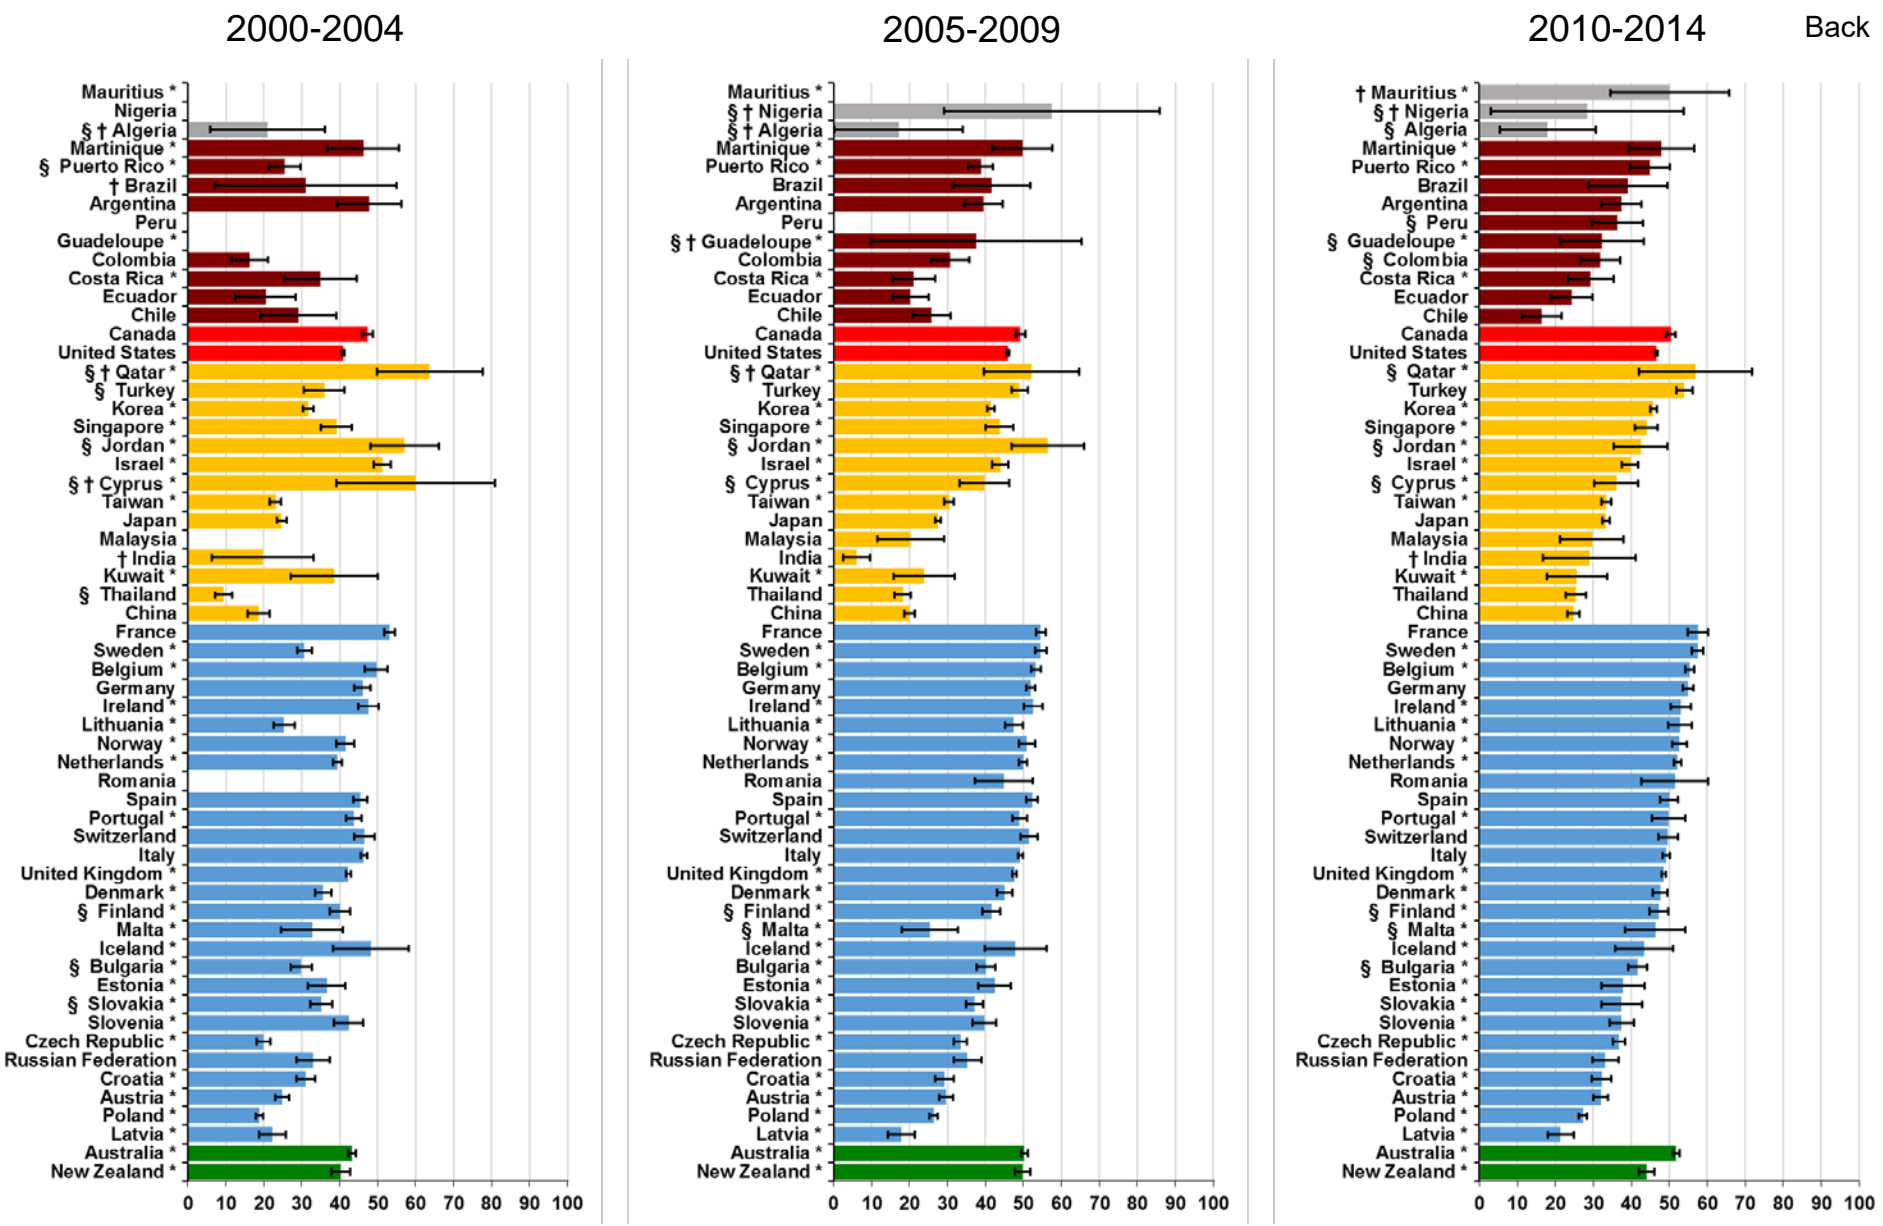 2000-2004
2005-2009
2010-2014
Back
Mauritius *
Nigeria
§ † Algeria
Martinique *
§ Puerto Rico *
† Brazil
Argentina
Peru
Guadeloupe *
Colombia
Costa Rica *
Ecuador
Chile
Canada
United States
§ † Qatar *
§ Turkey
Korea *
Singapore *
§ Jordan *
Israel *
§ † Cyprus *
Taiwan *
Japan
Malaysia
† India
Kuwait *
§ Thailand
China
France
Sweden *
Belgium *
Germany
Ireland *
Lithuania *
Norway *
Netherlands *
Romania
Spain
Portugal *
Switzerland
Italy
United Kingdom *
Denmark *
§ Finland *
Malta *
Iceland *
§ Bulgaria *
Estonia *
§ Slovakia *
Slovenia *
Czech Republic *
Russian Federation
Croatia *
Austria *
Poland *
Latvia *
Australia *
New Zealand *
0 10 20 30 40 50 60 70 80 90 100
Mauritius *
§ † Nigeria
§ † Algeria
Martinique *
Puerto Rico *
Brazil
Argentina
Peru
§ † Guadeloupe *
Colombia
Costa Rica *
Ecuador
Chile
Canada
United States
§ † Qatar *
Turkey
Korea *
Singapore *
§ Jordan *
Israel *
§ Cyprus *
Taiwan *
Japan
Malaysia
India
Kuwait *
Thailand
China
France
Sweden *
Belgium *
Germany
Ireland *
Lithuania *
Norway *
Netherlands *
Romania
Spain
Portugal *
Switzerland
Italy
United Kingdom *
Denmark *
§ Finland *
§ Malta *
Iceland *
Bulgaria *
Estonia *
Slovakia *
Slovenia *
Czech Republic *
Russian Federation
Croatia *
Austria *
Poland *
Latvia *
Australia *
New Zealand *
0 10 20 30 40 50 60 70 80 90 100
† Mauritius *
§ † Nigeria
§ Algeria
Martinique *
Puerto Rico *
Brazil
Argentina
§ Peru
§ Guadeloupe *
§ Colombia
Costa Rica *
Ecuador
Chile
Canada
United States
§ Qatar *
Turkey
Korea *
Singapore *
§ Jordan *
Israel *
§ Cyprus *
Taiwan *
Japan
Malaysia
† India
Kuwait *
Thailand
China
France
Sweden *
Belgium *
Germany
Ireland *
Lithuania *
Norway *
Netherlands *
Romania
Spain
Portugal *
Switzerland
Italy
United Kingdom *
Denmark *
§ Finland *
§ Malta *
Iceland *
§ Bulgaria *
Estonia *
Slovakia *
Slovenia *
Czech Republic *
Russian Federation
Croatia *
Austria *
Poland *
Latvia *
Australia *
New Zealand *
0 10 20 30 40 50 60 70 80 90 100